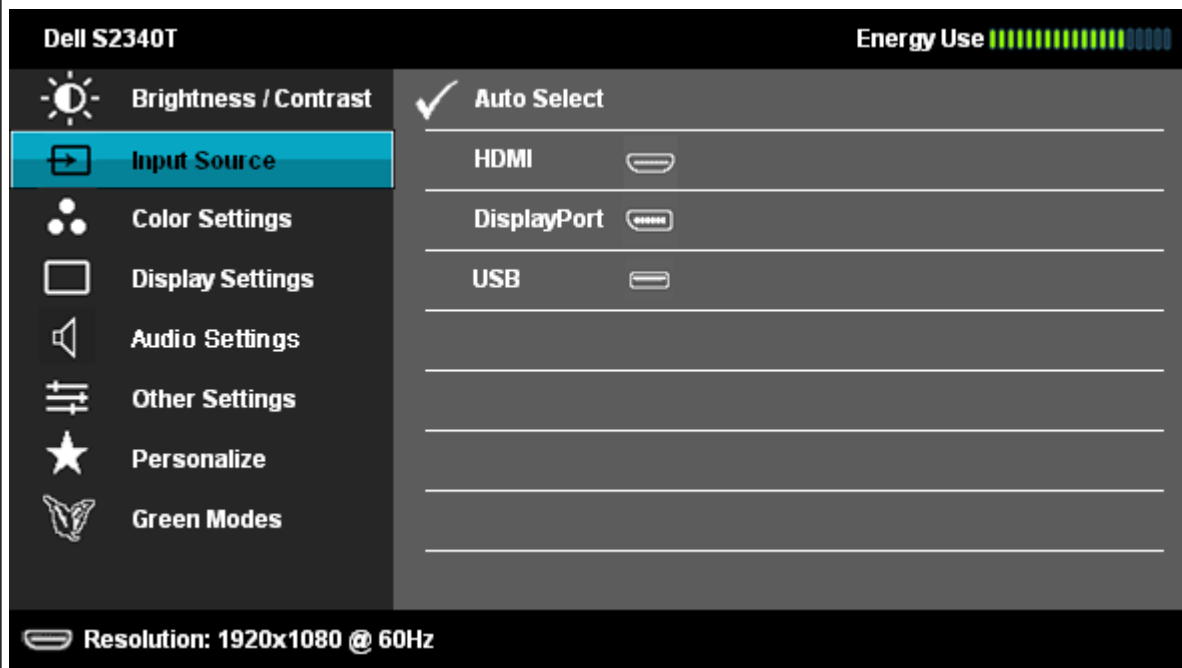 Dell S2340T Energy Use
Brightness / Contrast Auto Select
Input Source HDMI
Color Settings DisplayPort
Display Settings USB
Audio Settings
Other Settings
Personalize
Green Modes
Resolution: 1920x1080 @ 60Hz